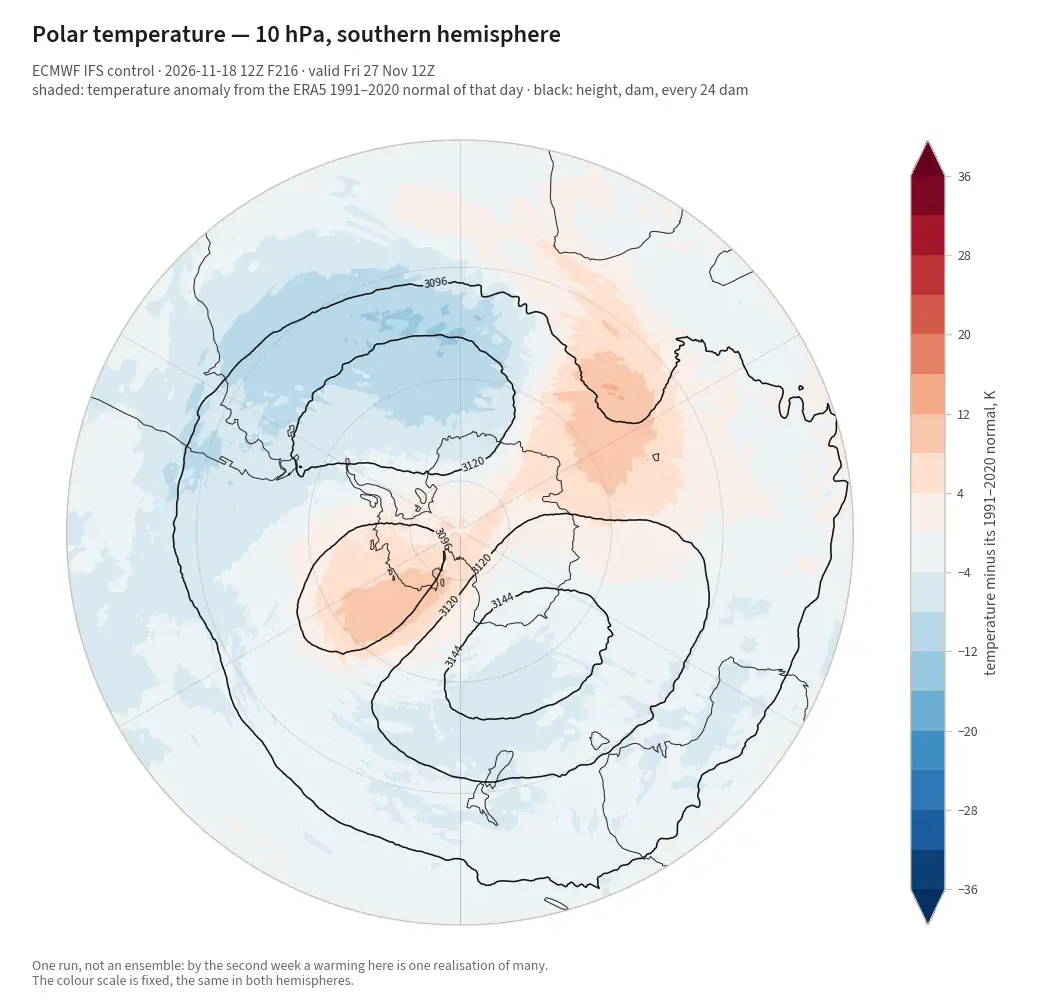 Polar temperature — 10 hPa, southern hemisphere
ECMWF IFS control · 2026-11-18 12Z F216 · valid Fri 27 Nov 12Z
shaded: temperature anomaly from the ERA5 1991–2020 normal of that day · black: height, dam, every 24 dam
3096
3120
3096
3120
3144
3120
3144
36
28
20
12
4
−4
−12
−20
−28
−36
temperature minus its 1991–2020 normal, K
One run, not an ensemble: by the second week a warming here is one realisation of many.
The colour scale is fixed, the same in both hemispheres.